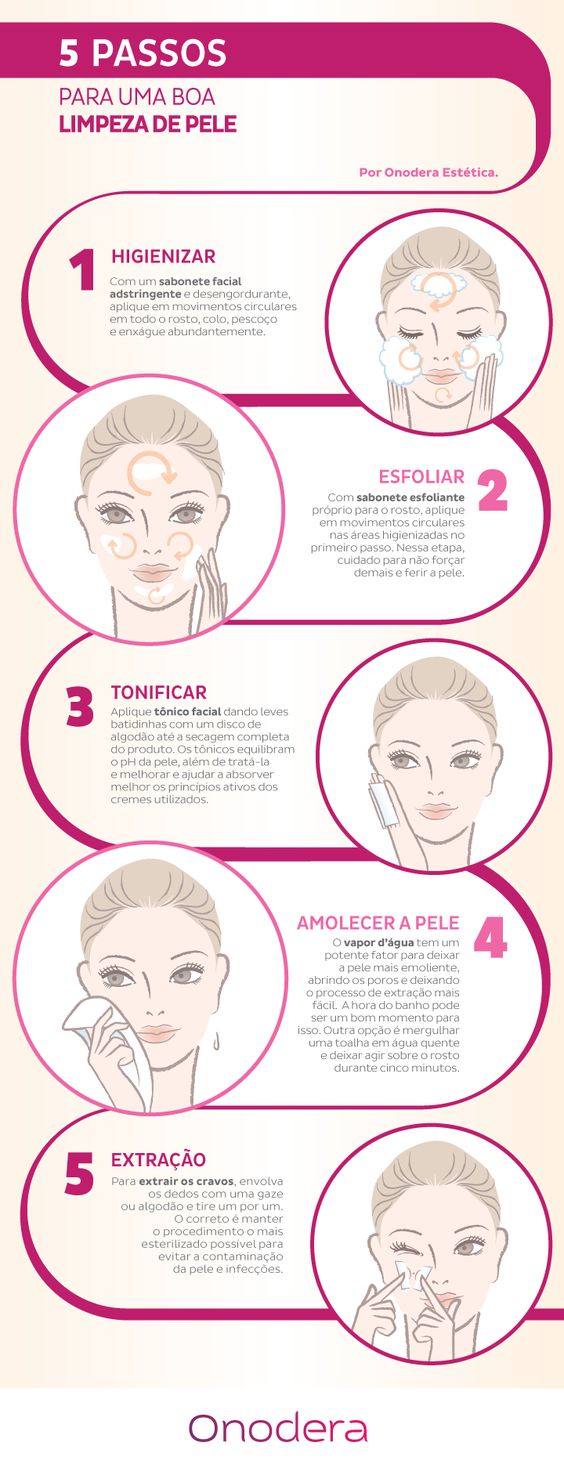 5 PASSOS
PARA UMA BOA
LIMPEZA DE PELE
Por Onodera Estética.
1
HIGIENIZAR
Com um sabonete facial
adstringente e desengordurante,
aplique em movimentos circulares
em todo o rosto, colo, pescoço
e enxágue abundantemente.
ESFOLIAR
2
Com sabonete esfoliante
próprio para o rosto, aplique
em movimentos circulares
nas áreas higienizadas no
primeiro passo. Nessa etapa,
cuidado para não forçar
demais e ferir a pele.
3
TONIFICAR
Aplique tônico facial dando leves
batidinhas com um disco de
algodão até a secagem completa
do produto. Os tônicos equilibram
o pH da pele, além de tratá-la
e melhorar e ajudar a absorver
melhor os princípios ativos dos
cremes utilizados.
AMOLECER A PELE
4
O vapor d'água tem um
potente fator para deixar
a pele mais emoliente,
abrindo os poros e deixando
o processo de extração mais
fácil. A hora do banho pode
ser um bom momento para
isso. Outra opção é mergulhar
uma toalha em água quente
e deixar agir sobre o rosto
durante cinco minutos.
5
EXTRAÇÃO
Para extrair os cravos, envolva
os dedos com uma gaze
ou algodão e tire um por um.
O correto é manter
o procedimento o mais
esterilizado possível para
evitar a contaminação
da pele e infecções.
Onodera